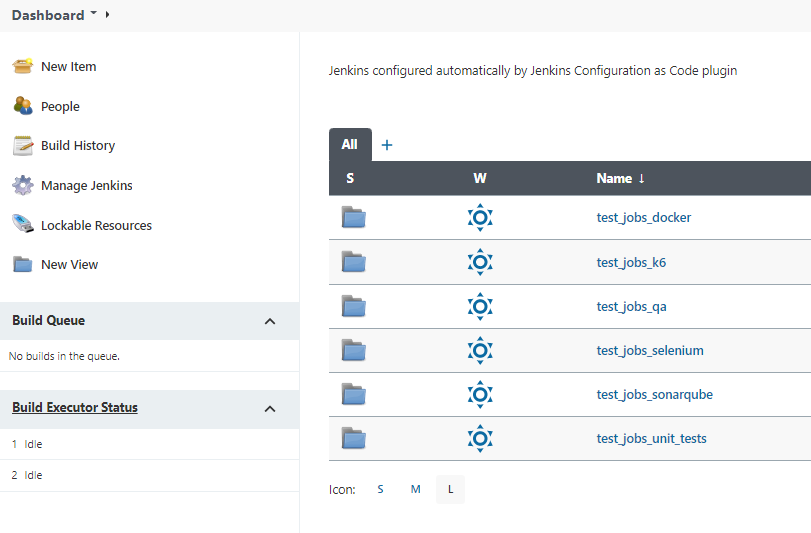 Dashboard
New Item
People
Build History
Manage Jenkins
Lockable Resources
New View
Build Queue
No builds in the queue.
Build Executor Status
1 Idle
2 Idle
Jenkins configured automatically by Jenkins Configuration as Code plugin
All +
S W Name ↓
test_jobs_docker
test_jobs_k6
test_jobs_qa
test_jobs_selenium
test_jobs_sonarqube
test_jobs_unit_tests
Icon: S M L